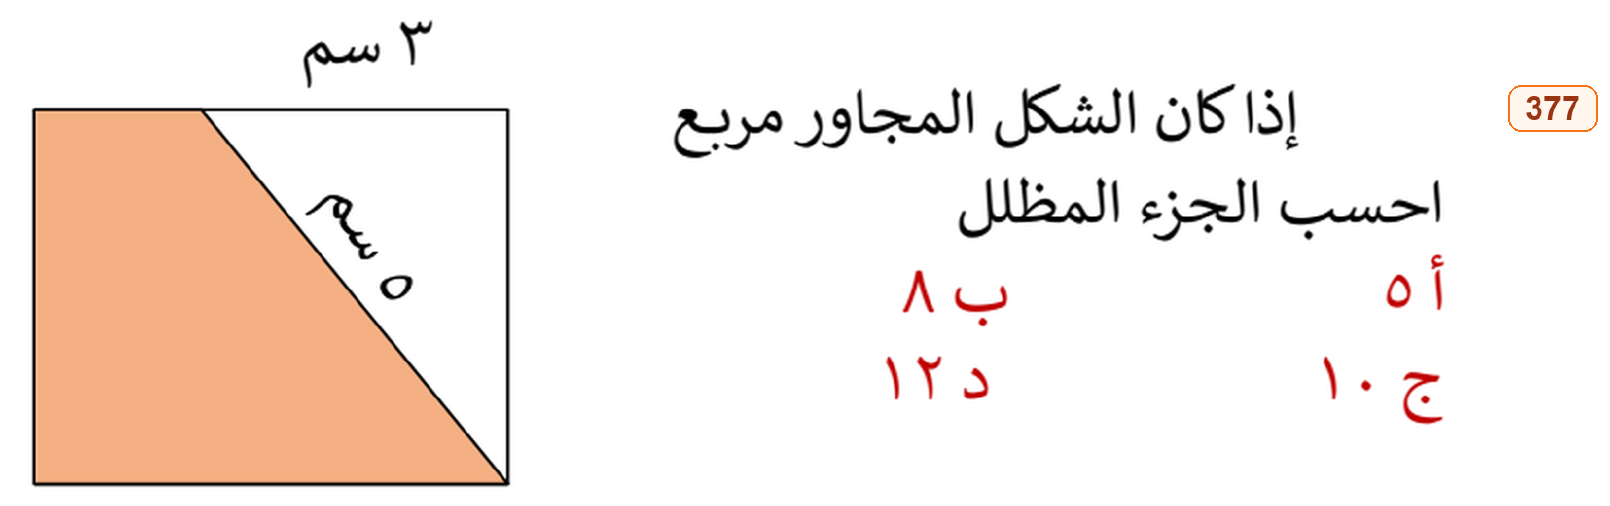 377
إذا كان الشكل المجاور مربع
احسب الجزء المظلل
أ ٥ ب ٨
ج ١٠ د ١٢
٣ سم
٥ سم